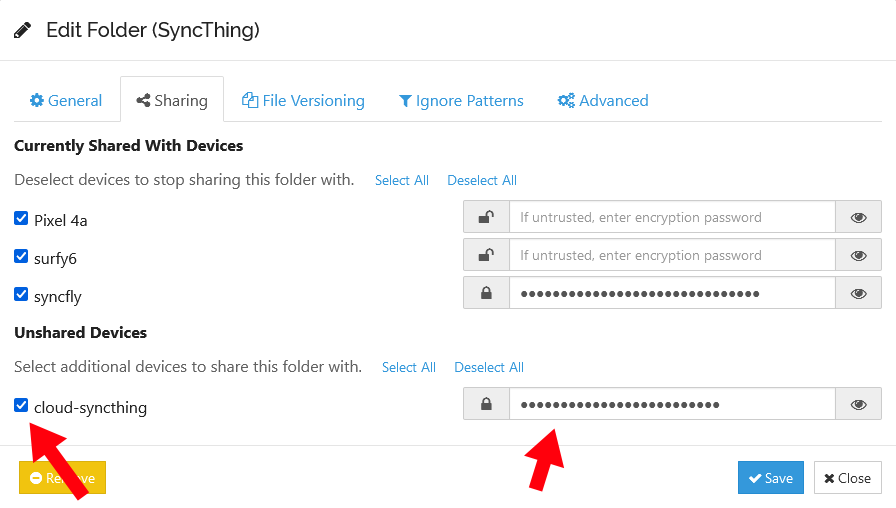 Edit Folder (SyncThing)
General Sharing File Versioning Ignore Patterns Advanced
Currently Shared With Devices
Deselect devices to stop sharing this folder with. Select All Deselect All
Pixel 4a If untrusted, enter encryption password
surfy6 If untrusted, enter encryption password
syncfly ••••••••••••••••••••••••••••••
Unshared Devices
Select additional devices to share this folder with. Select All Deselect All
cloud-syncthing •••••••••••••••••••••••••
Save Close